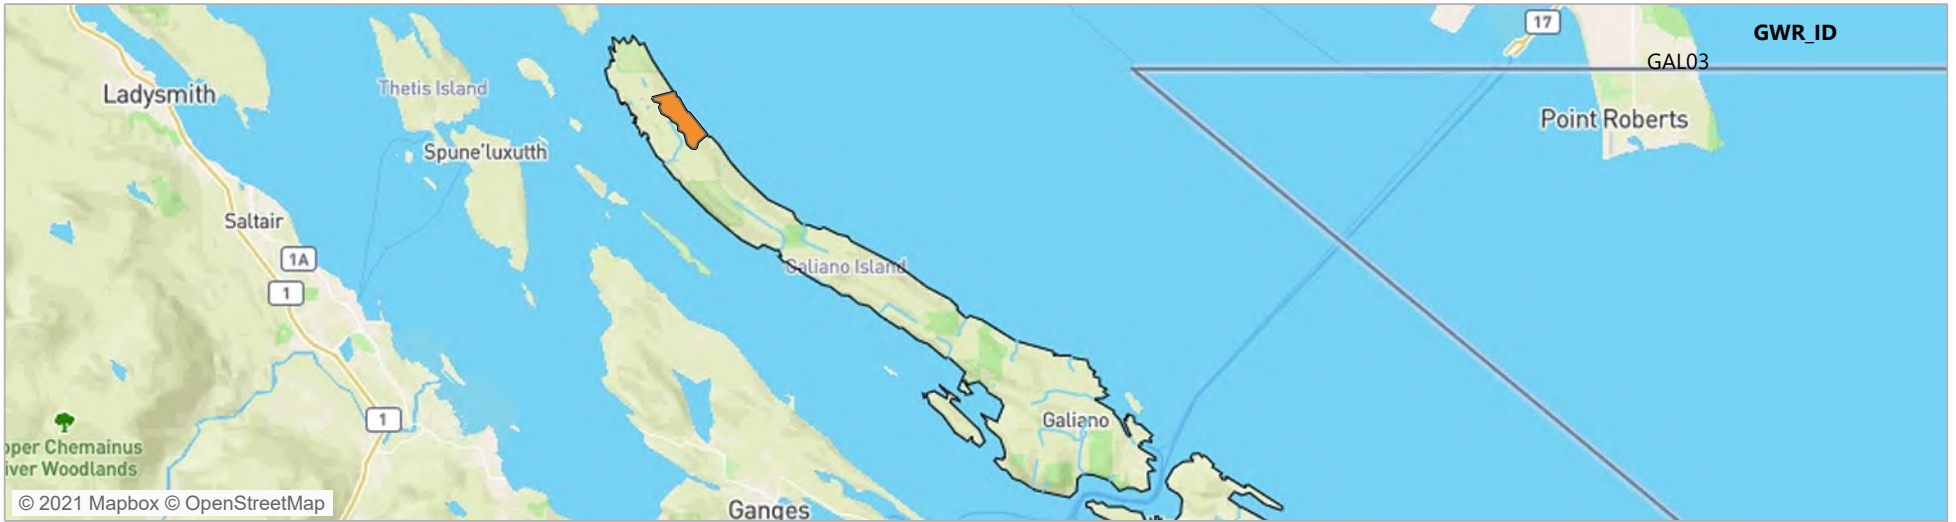 17
GWR_ID
GAL03
Ladysmith
Thetis Island
Point Roberts
Spune'luxutth
Saltair
1A
Galiano Island
1
1
Galiano
pper Chemainus
iver Woodlands
© 2021 Mapbox © OpenStreetMap
Ganges